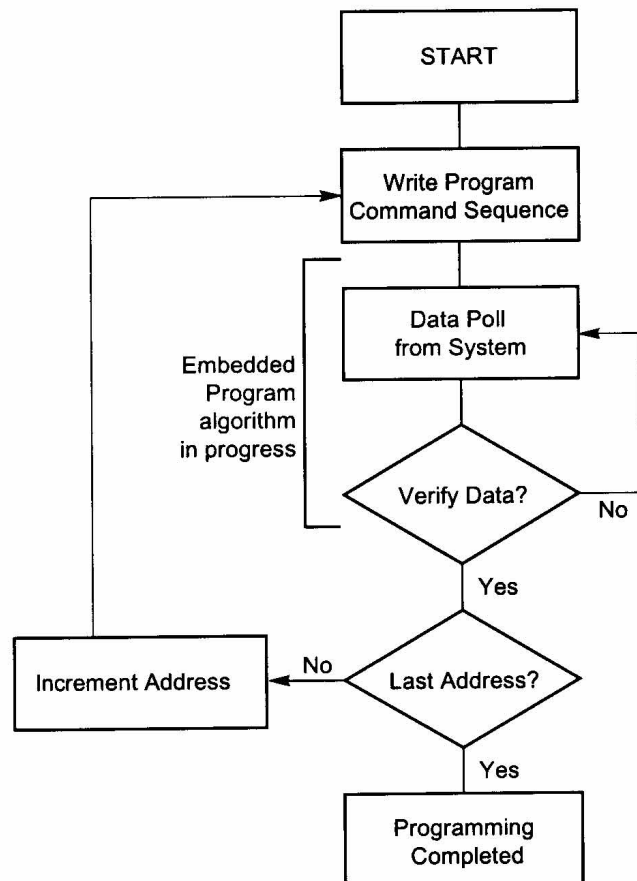 START
Write Program
Command Sequence
Data Poll
from System
Embedded
Program
algorithm
in progress
Verify Data?
No
Yes
No
Increment Address
Last Address?
Yes
Programming
Completed